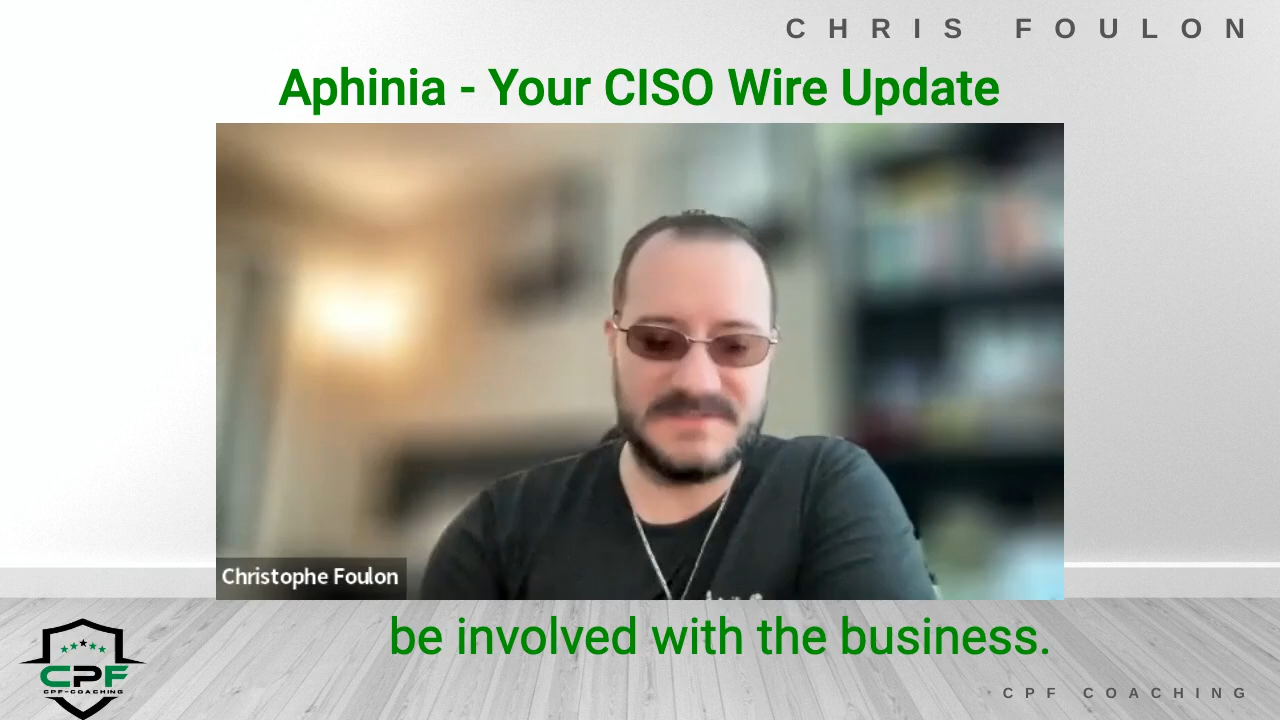 CHRIS FOULON
Aphinia - Your CISO Wire Update
Christophe Foulon
be involved with the business.
CPF
CPF-COACHING
CPF COACHING